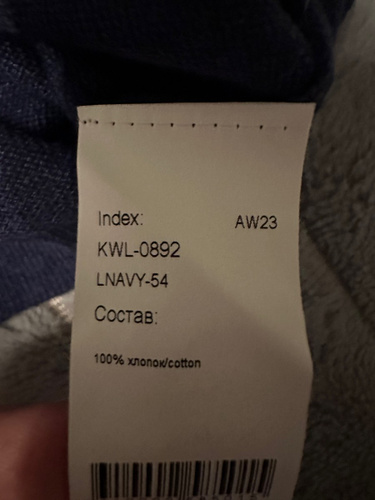 Index:
AW23
KWL-0892
LNAVY-54
Состав:
100% хлопок/cotton